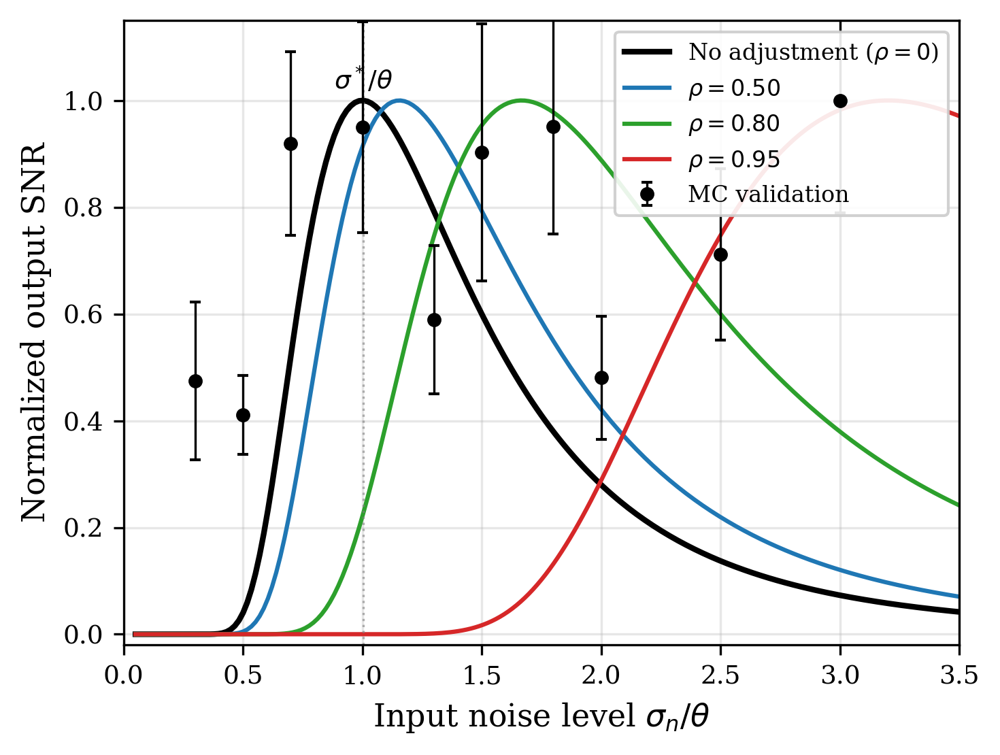 σ*/θ
No adjustment (ρ = 0)
ρ = 0.50
ρ = 0.80
ρ = 0.95
MC validation
Normalized output SNR
1.0
0.8
0.6
0.4
0.2
0.0
0.0 0.5 1.0 1.5 2.0 2.5 3.0 3.5
Input noise level σₙ/θ